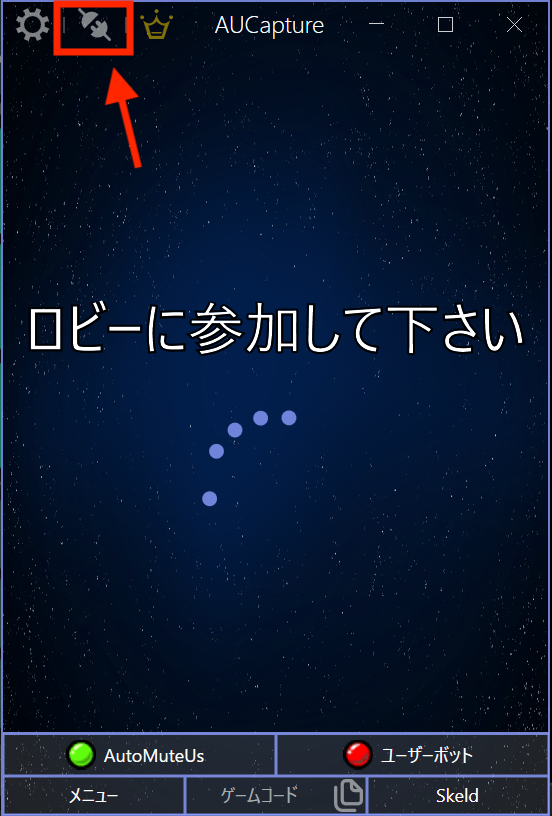 AUCapture
ロビーに参加して下さい
AutoMuteUs
ユーザーボット
メニュー
ゲームコード
Skeld